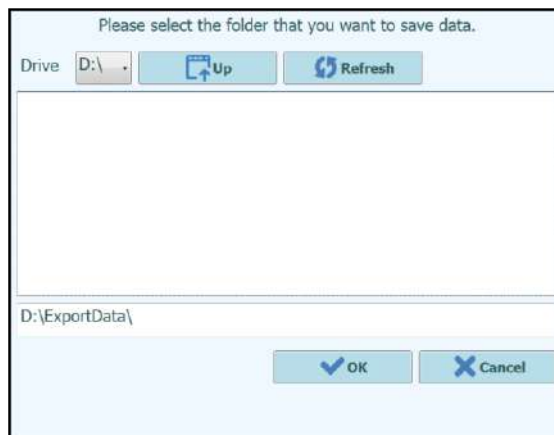 Please select the folder that you want to save data.
Drive D:\ Up Refresh
D:\ExportData\
OK Cancel